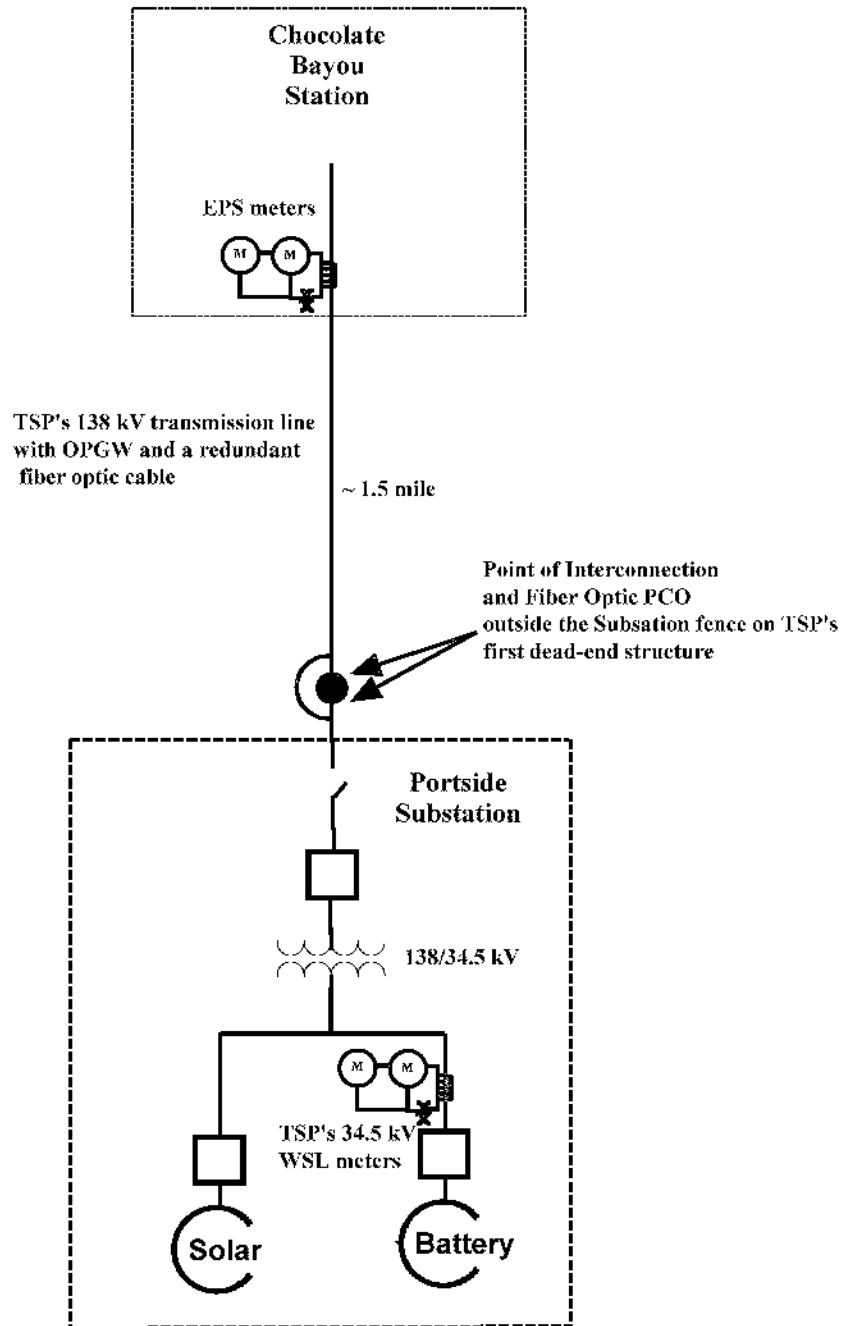 Chocolate
Bayou
Station
EPS meters
M
M
TSP's 138 kV transmission line
with OPGW and a redundant
fiber optic cable
~ 1.5 mile
Point of Interconnection
and Fiber Optic PCO
outside the Subsation fence on TSP's
first dead-end structure
Portside
Substation
138/34.5 kV
M
M
TSP's 34.5 kV
WSL meters
Solar
Battery